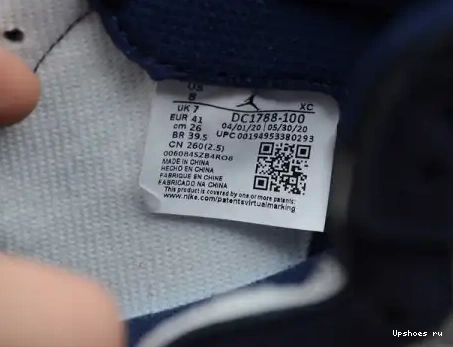 US
8
XC
UK 7
DC1788-100
EUR 41
04/01/20 | 05/30/20
cm 26
UPC 00194953380293
BR 39.5
CN 260(2.5)
0060845ZB4RO8
MADE IN CHINA
HECHO EN CHINA
FABRIQUE EN CHINE
FABRICADO NA CHINA
This product is covered by one or more patents:
www.nike.com/patentsvirtualmarking
Upshoes ru